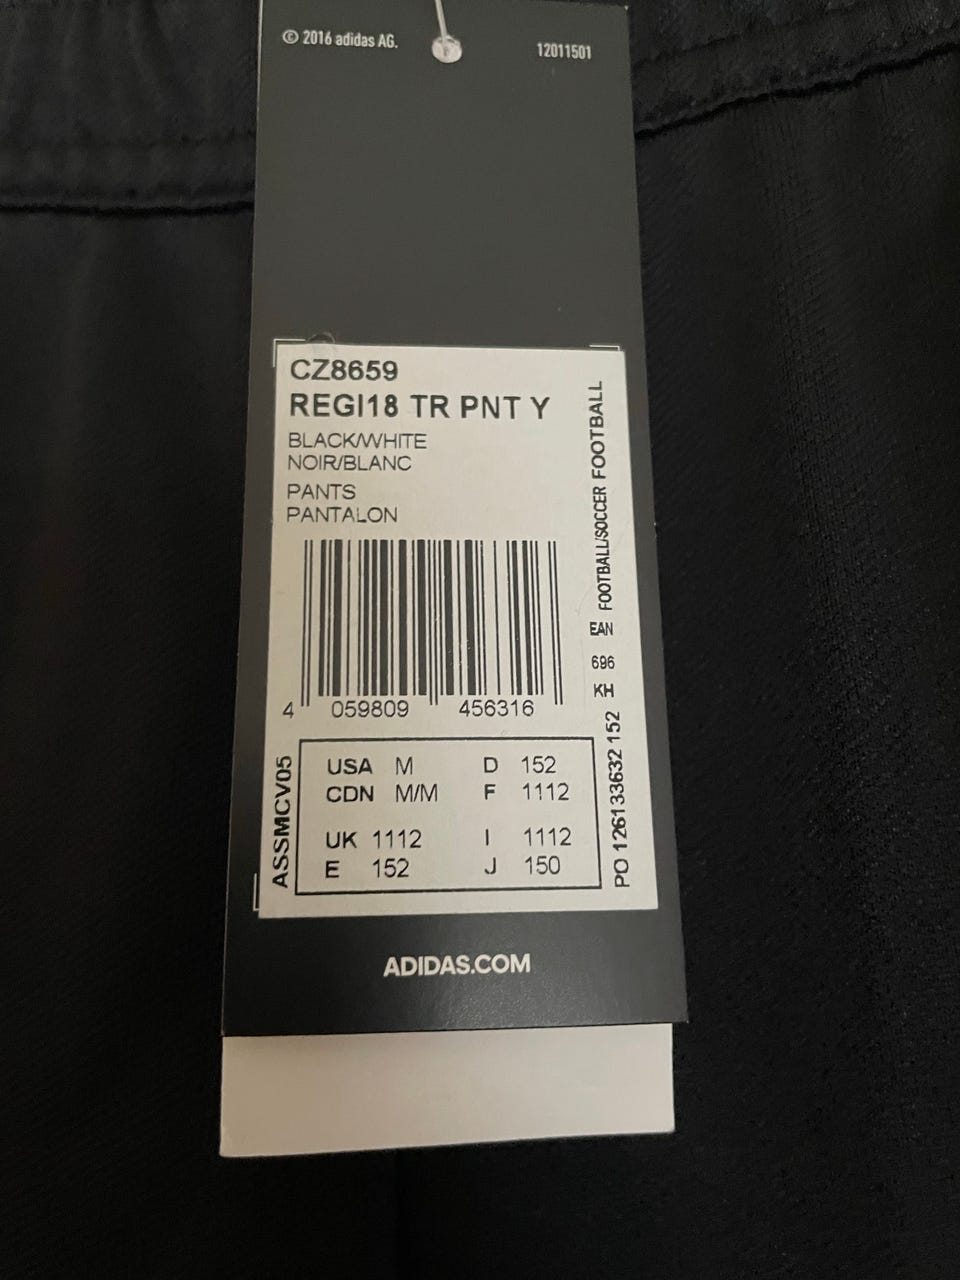 © 2016 adidas AG.
12011501
CZ8659
REGI18 TR PNT Y
BLACK/WHITE
NOIR/BLANC
PANTS
PANTALON
4 059809 456316
USA M D 152
CDN M/M F 1112
UK 1112 I 1112
E 152 J 150
ASSMCV05
PO 126133632 152 KH 696 EAN FOOTBALL/SOCCER FOOTBALL
ADIDAS.COM